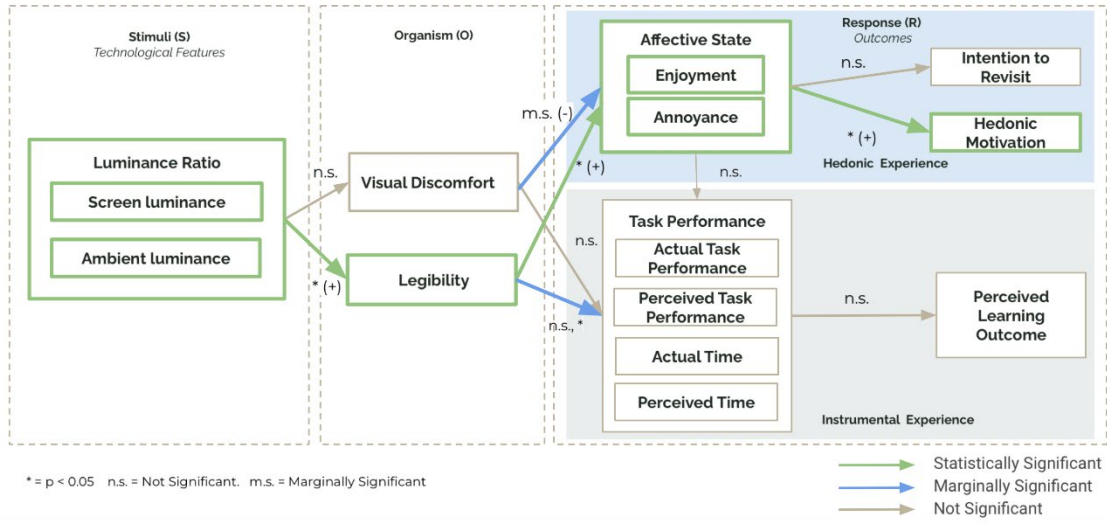 Stimuli (S)
Technological Features
Organism (O)
Response (R)
Outcomes
Luminance Ratio
Screen luminance
Ambient luminance
n.s.
* (+)
Visual Discomfort
Legibility
m.s. (-)
* (+)
n.s.
n.s., *
Affective State
Enjoyment
Annoyance
n.s.
Intention to
Revisit
* (+)
Hedonic
Motivation
Hedonic Experience
n.s.
Task Performance
Actual Task
Performance
Perceived Task
Performance
Actual Time
Perceived Time
n.s.
Perceived
Learning
Outcome
Instrumental Experience
* = p < 0.05 n.s. = Not Significant. m.s. = Marginally Significant
Statistically Significant
Marginally Significant
Not Significant